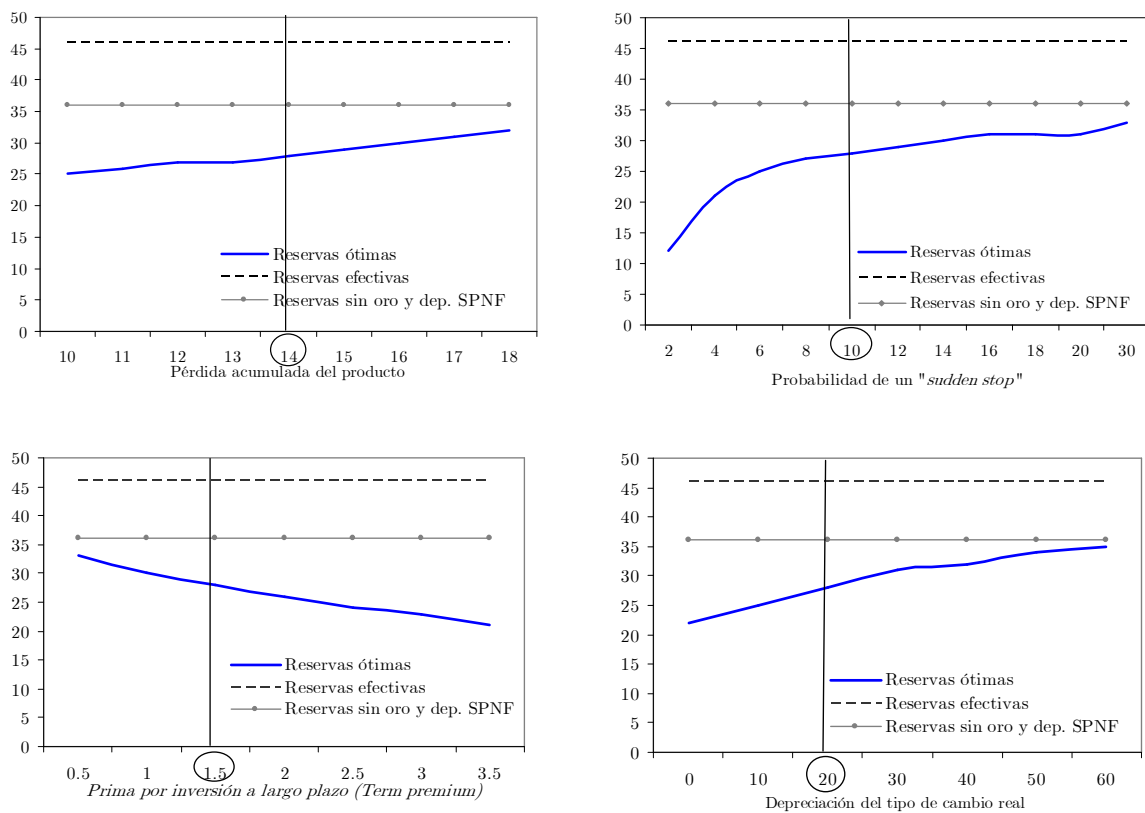 50
45
40
35
30
25
20
15
10
5
0
Reservas ótimas
Reservas efectivas
Reservas sin oro y dep. SPNF
10 11 12 13 14 15 16 17 18
Pérdida acumulada del producto
50
45
40
35
30
25
20
15
10
5
0
Reservas ótimas
Reservas efectivas
Reservas sin oro y dep. SPNF
2 4 6 8 10 12 14 16 18 20 30
Probabilidad de un "sudden stop"
50
45
40
35
30
25
20
15
10
5
0
Reservas ótimas
Reservas efectivas
Reservas sin oro y dep. SPNF
0.5 1 1.5 2 2.5 3 3.5
Prima por inversión a largo plazo (Term premium)
50
45
40
35
30
25
20
15
10
5
0
Reservas ótimas
Reservas efectivas
Reservas sin oro y dep. SPNF
0 10 20 30 40 50 60
Depreciación del tipo de cambio real